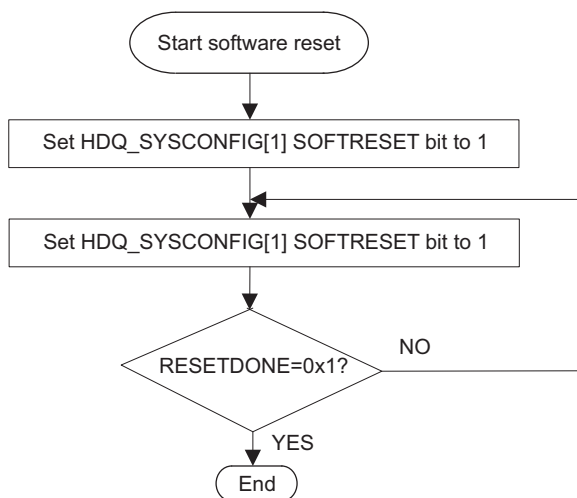 Start software reset
Set HDQ_SYSCONFIG[1] SOFTRESET bit to 1
Set HDQ_SYSCONFIG[1] SOFTRESET bit to 1
RESETDONE=0x1?
NO
YES
End